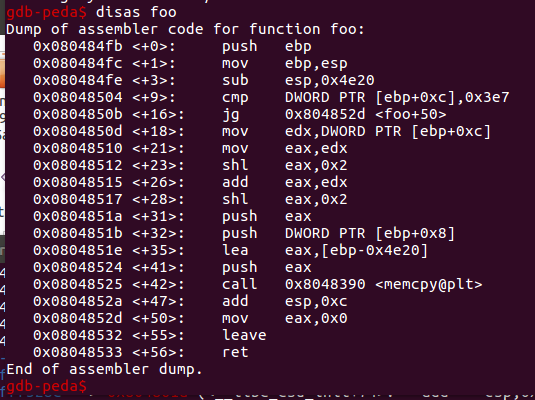 gdb-peda$ disas foo
Dump of assembler code for function foo:
0x080484fb <+0>: push ebp
0x080484fc <+1>: mov ebp,esp
0x080484fe <+3>: sub esp,0x4e20
0x08048504 <+9>: cmp DWORD PTR [ebp+0xc],0x3e7
0x0804850b <+16>: jg 0x804852d <foo+50>
0x0804850d <+18>: mov edx,DWORD PTR [ebp+0xc]
0x08048510 <+21>: mov eax,edx
0x08048512 <+23>: shl eax,0x2
0x08048515 <+26>: add eax,edx
0x08048517 <+28>: shl eax,0x2
0x0804851a <+31>: push eax
0x0804851b <+32>: push DWORD PTR [ebp+0x8]
0x0804851e <+35>: lea eax,[ebp-0x4e20]
0x08048524 <+41>: push eax
0x08048525 <+42>: call 0x8048390 <memcpy@plt>
0x0804852a <+47>: add esp,0xc
0x0804852d <+50>: mov eax,0x0
0x08048532 <+55>: leave
0x08048533 <+56>: ret
End of assembler dump.
gdb-peda$